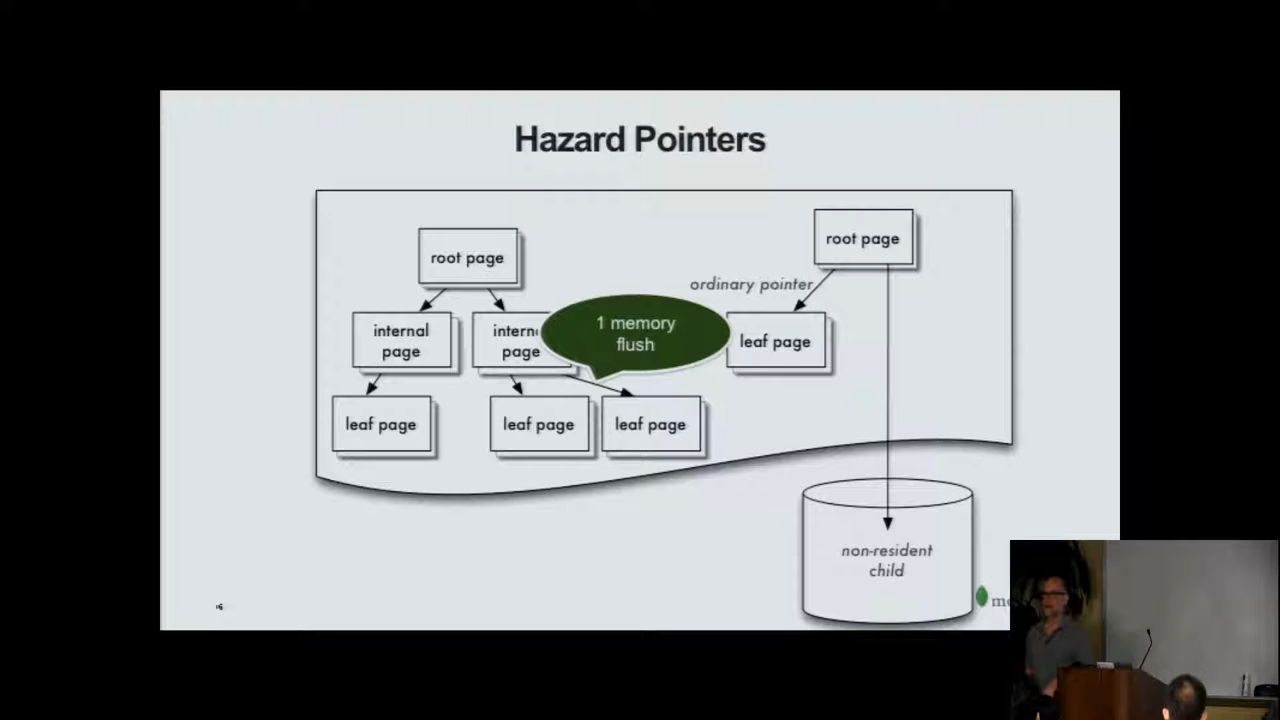 Hazard Pointers
root page
root page
ordinary pointer
internal
page
page
1 memory
flush
leaf page
leaf page
leaf page
leaf page
non-resident
child